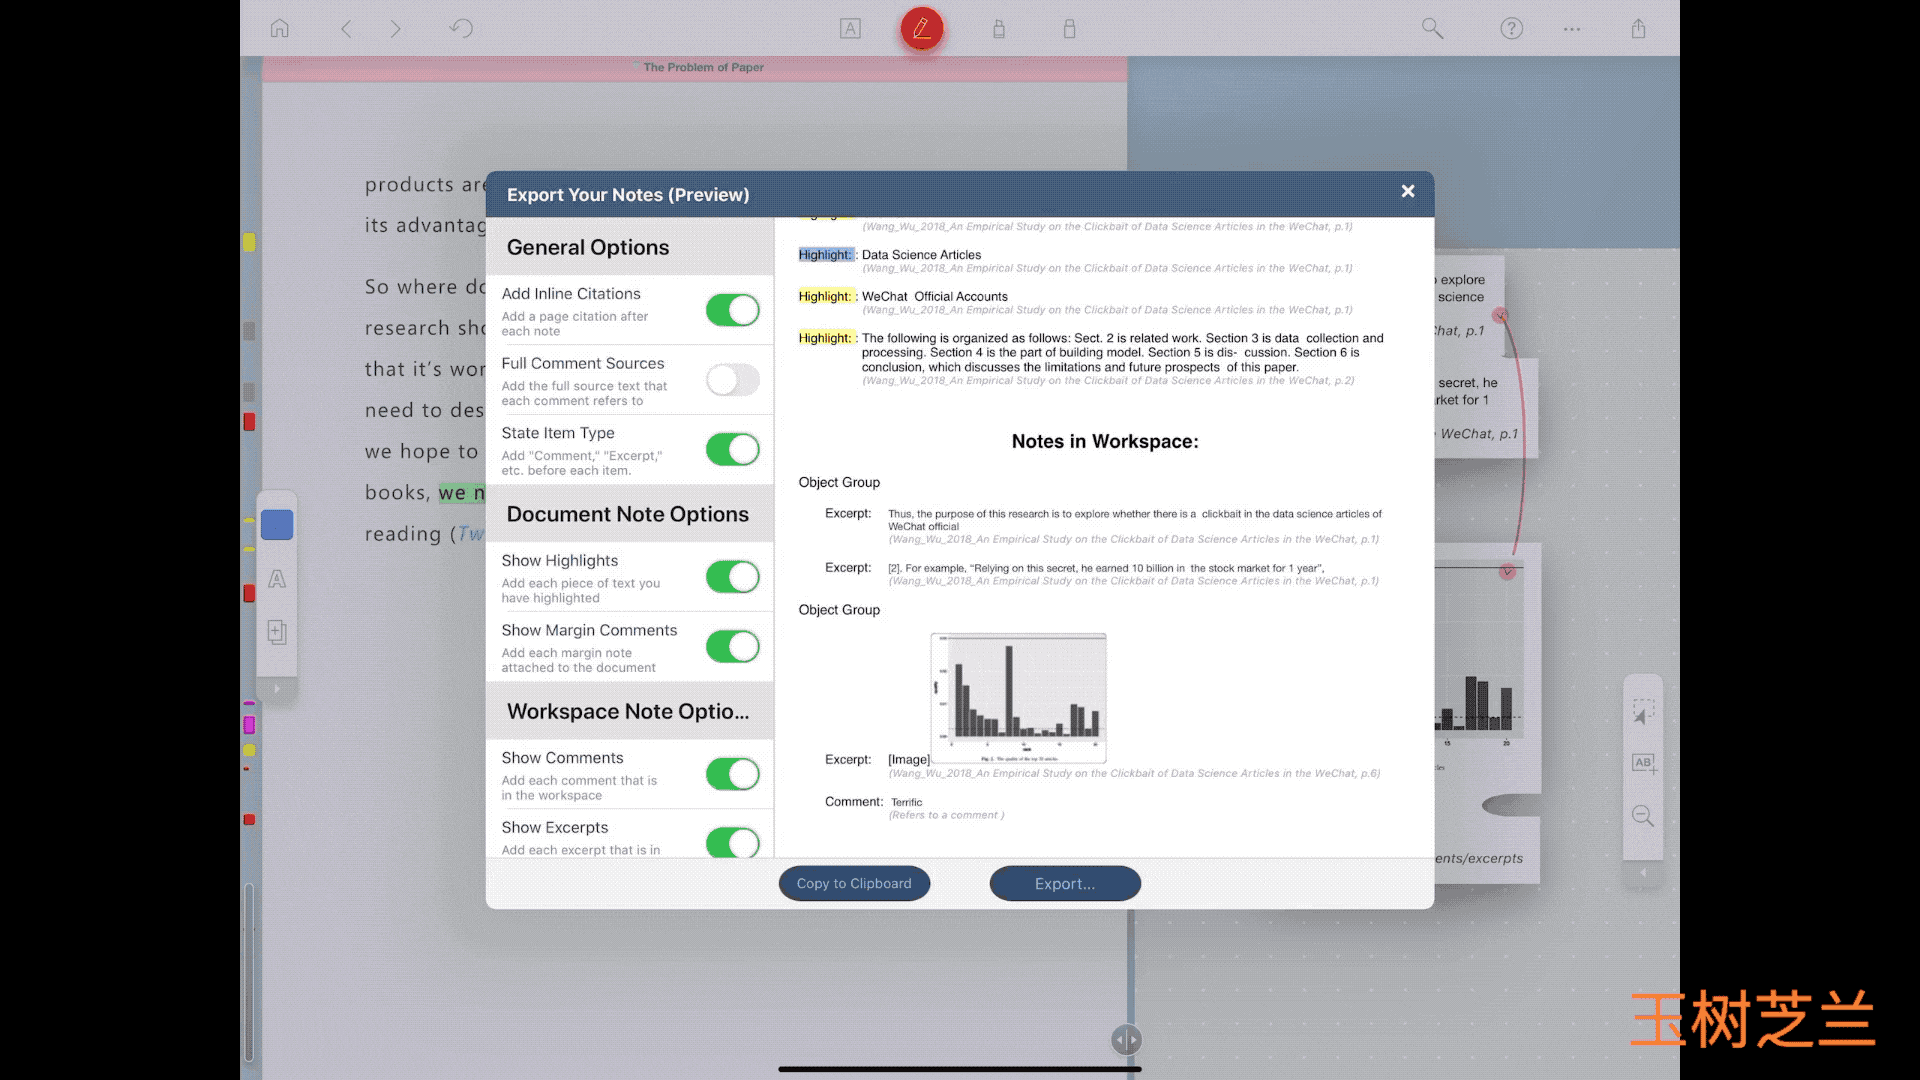 The Problem of Paper
products are
its advantag
So where do
research sho
that it's wor
need to des
we hope to
books, we n
reading (Tw
A
A
Export Your Notes (Preview)
General Options
Add Inline Citations
Add a page citation after
each note
Full Comment Sources
Add the full source text that
each comment refers to
State Item Type
Add "Comment," "Excerpt,"
etc. before each item.
Document Note Options
Show Highlights
Add each piece of text you
have highlighted
Show Margin Comments
Add each margin note
attached to the document
Workspace Note Optio...
Show Comments
Add each comment that is
in the workspace
Show Excerpts
Add each excerpt that is in
(Wang_Wu_2018_An Empirical Study on the Clickbait of Data Science Articles in the WeChat, p.1)
Highlight: : Data Science Articles
(Wang_Wu_2018_An Empirical Study on the Clickbait of Data Science Articles in the WeChat, p.1)
Highlight: : WeChat Official Accounts
(Wang_Wu_2018_An Empirical Study on the Clickbait of Data Science Articles in the WeChat, p.1)
Highlight: : The following is organized as follows: Sect. 2 is related work. Section 3 is data collection and
processing. Section 4 is the part of building model. Section 5 is dis- cussion. Section 6 is
conclusion, which discusses the limitations and future prospects of this paper.
(Wang_Wu_2018_An Empirical Study on the Clickbait of Data Science Articles in the WeChat, p.2)
Notes in Workspace:
Object Group
Excerpt: Thus, the purpose of this research is to explore whether there is a clickbait in the data science articles of
WeChat official
(Wang_Wu_2018_An Empirical Study on the Clickbait of Data Science Articles in the WeChat, p.1)
Excerpt: [2]. For example, “Relying on this secret, he earned 10 billion in the stock market for 1 year”,
(Wang_Wu_2018_An Empirical Study on the Clickbait of Data Science Articles in the WeChat, p.1)
Object Group
Excerpt: [Image]
(Wang_Wu_2018_An Empirical Study on the Clickbait of Data Science Articles in the WeChat, p.6)
Comment: Terrific
(Refers to a comment )
Copy to Clipboard
Export...
o explore
science
hat, p.1
secret, he
rket for 1
WeChat, p.1
15 20
ents/excerpts
AB
玉树芝兰